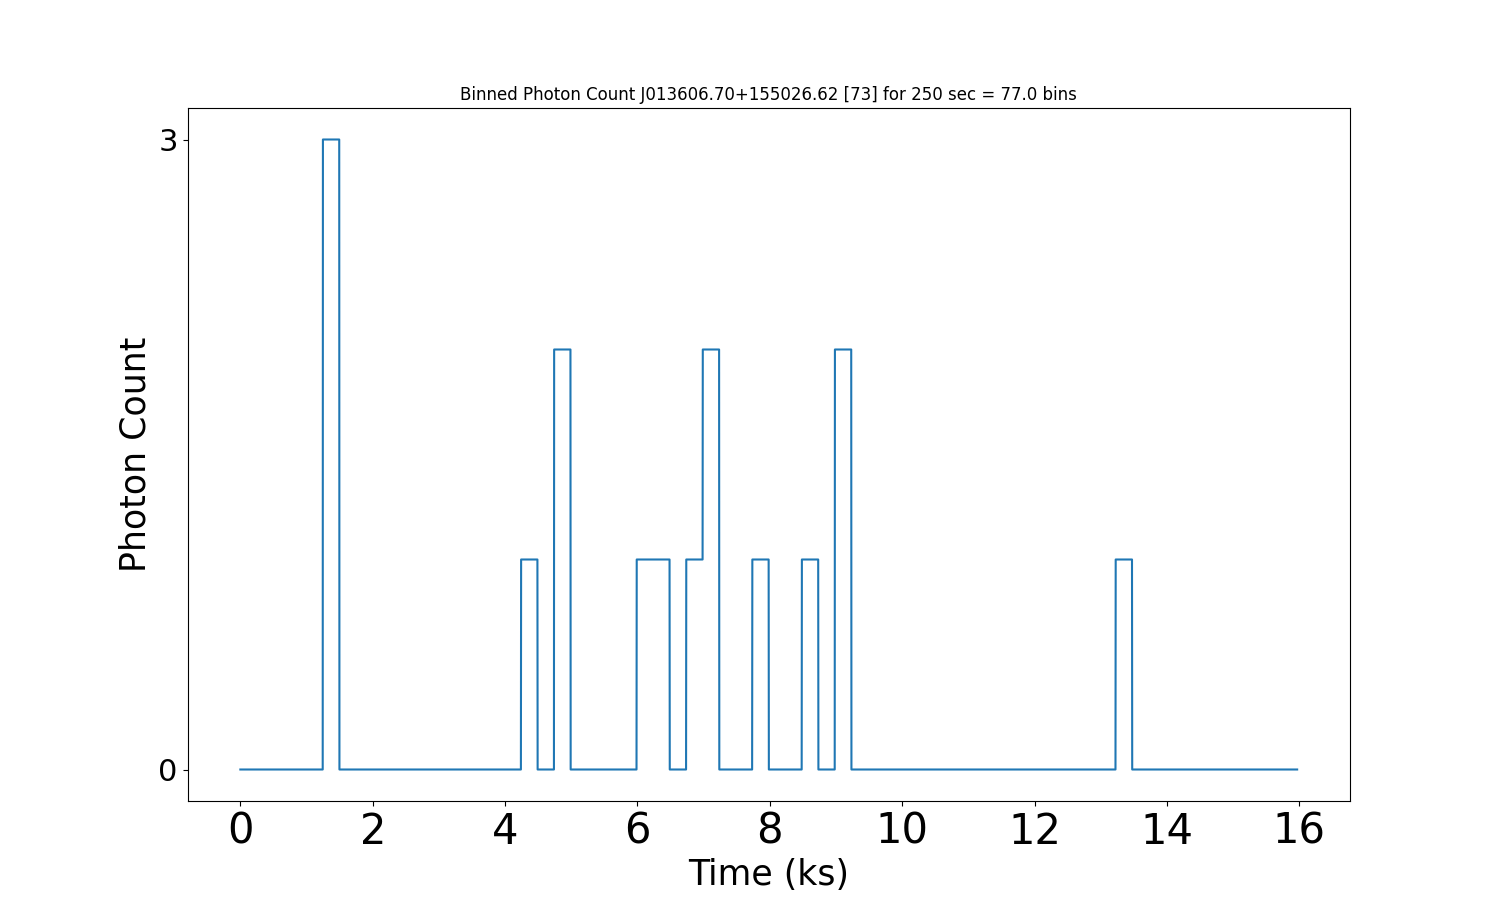 Binned Photon Count J013606.70+155026.62 [73] for 250 sec = 77.0 bins
3
Photon Count
0
0 2 4 6 8 10 12 14 16
Time (ks)